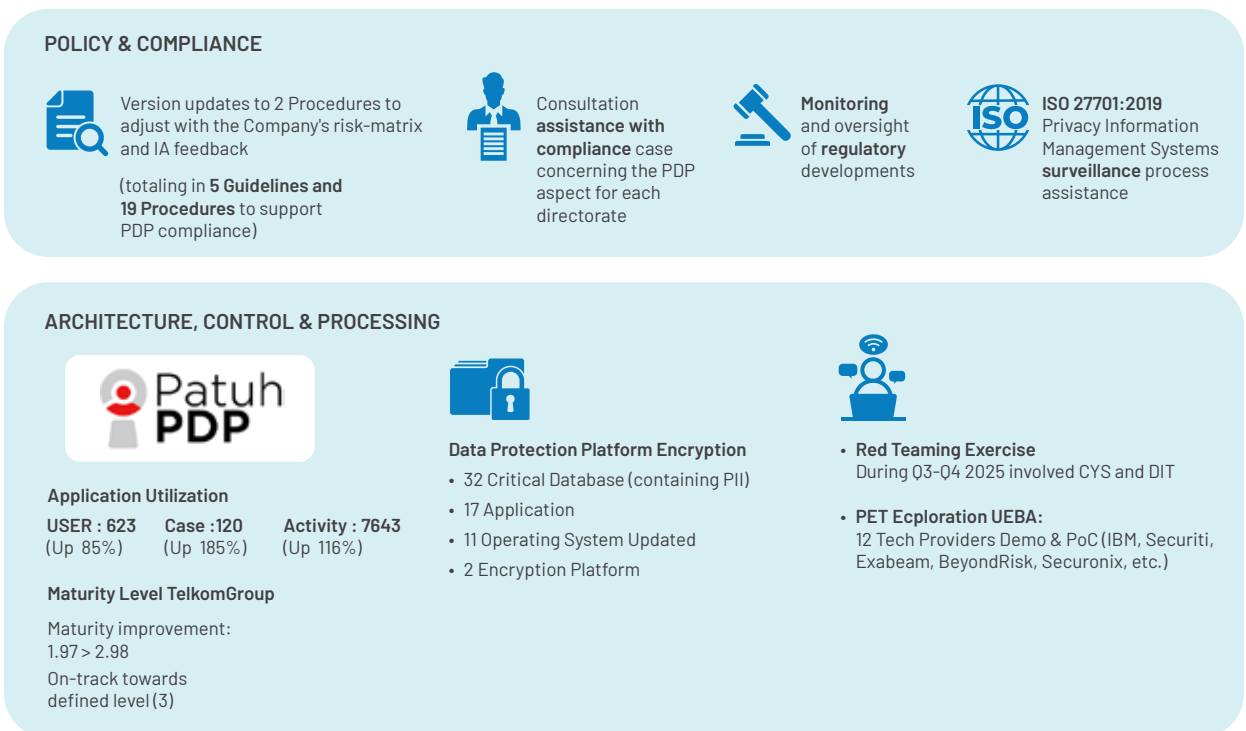 POLICY & COMPLIANCE
Version updates to 2 Procedures to
adjust with the Company's risk-matrix
and IA feedback
(totaling in 5 Guidelines and
19 Procedures to support
PDP compliance)
Consultation
assistance with
compliance case
concerning the PDP
aspect for each
directorate
Monitoring
and oversight
of regulatory
developments
ISO
ISO 27701:2019
Privacy Information
Management Systems
surveillance process
assistance
ARCHITECTURE, CONTROL & PROCESSING
Patuh
PDP
Application Utilization
USER : 623 Case :120 Activity : 7643
(Up 85%) (Up 185%) (Up 116%)
Maturity Level TelkomGroup
Maturity improvement:
1.97 > 2.98
On-track towards
defined level (3)
Data Protection Platform Encryption
• 32 Critical Database (containing PII)
• 17 Application
• 11 Operating System Updated
• 2 Encryption Platform
• Red Teaming Exercise
During Q3-Q4 2025 involved CYS and DIT
• PET Ecploration UEBA:
12 Tech Providers Demo & PoC (IBM, Securiti,
Exabeam, BeyondRisk, Securonix, etc.)